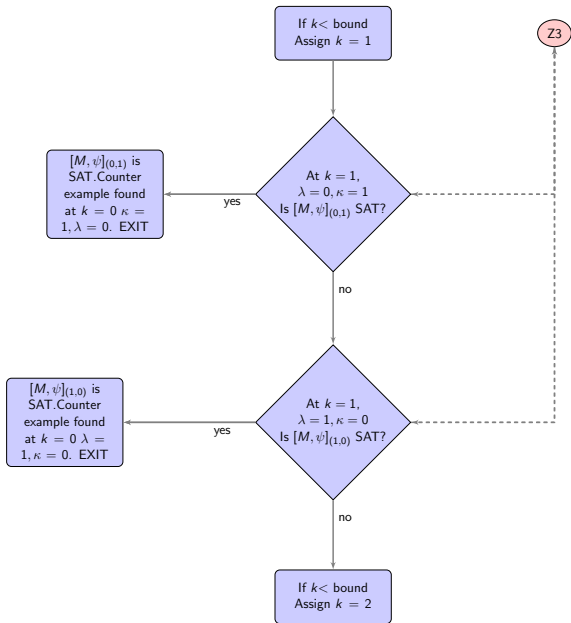 If k< bound
Assign k = 1
Z3
[M, ψ](0,1) is
SAT.Counter
example found
at k = 0 κ =
1, λ = 0. EXIT
yes
At k = 1,
λ = 0, κ = 1
Is [M, ψ](0,1) SAT?
no
[M, ψ](1,0) is
SAT.Counter
example found
at k = 0 λ =
1, κ = 0. EXIT
yes
At k = 1,
λ = 1, κ = 0
Is [M, ψ](1,0) SAT?
no
If k< bound
Assign k = 2